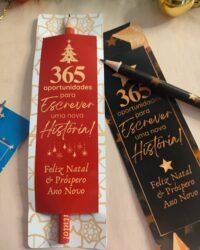 365
oportunidades
para
Escrever
uma nova
História!
Feliz Natal
& Próspero
Ano Novo
365
oportunidades
para
Escrever
uma nova
História!
Feliz Natal
& Próspero
Ano Novo